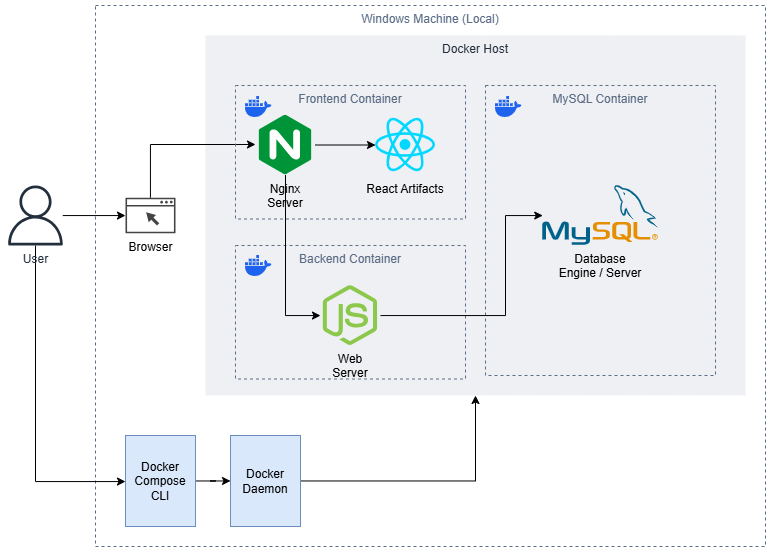 Windows Machine (Local)
Docker Host
Frontend Container
MySQL Container
N
Nginx
Server
React Artifacts
User
Browser
Backend Container
MySQL®
Database
Engine / Server
JS
Web
Server
Docker
Compose
CLI
Docker
Daemon